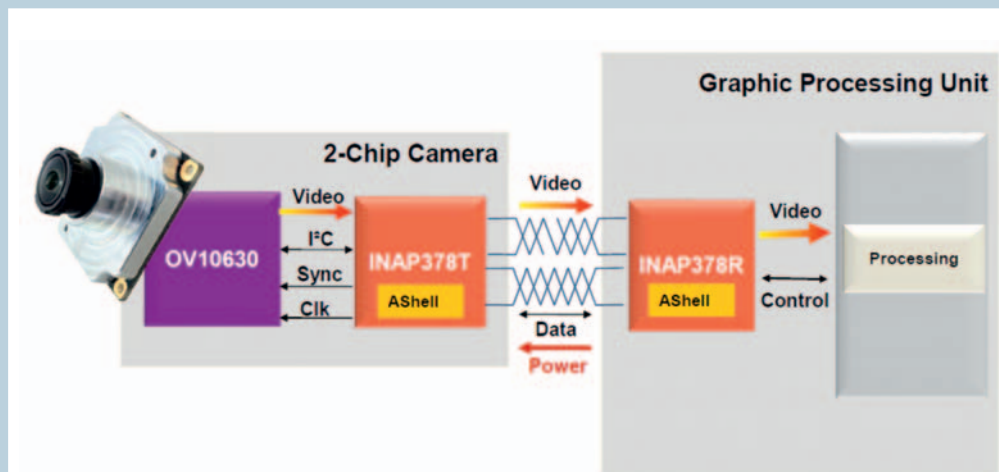 Graphic Processing Unit
2-Chip Camera
Video
I²C
Sync
Clk
OV10630
INAP378T
AShell
Video
Data
Power
INAP378R
AShell
Video
Control
Processing